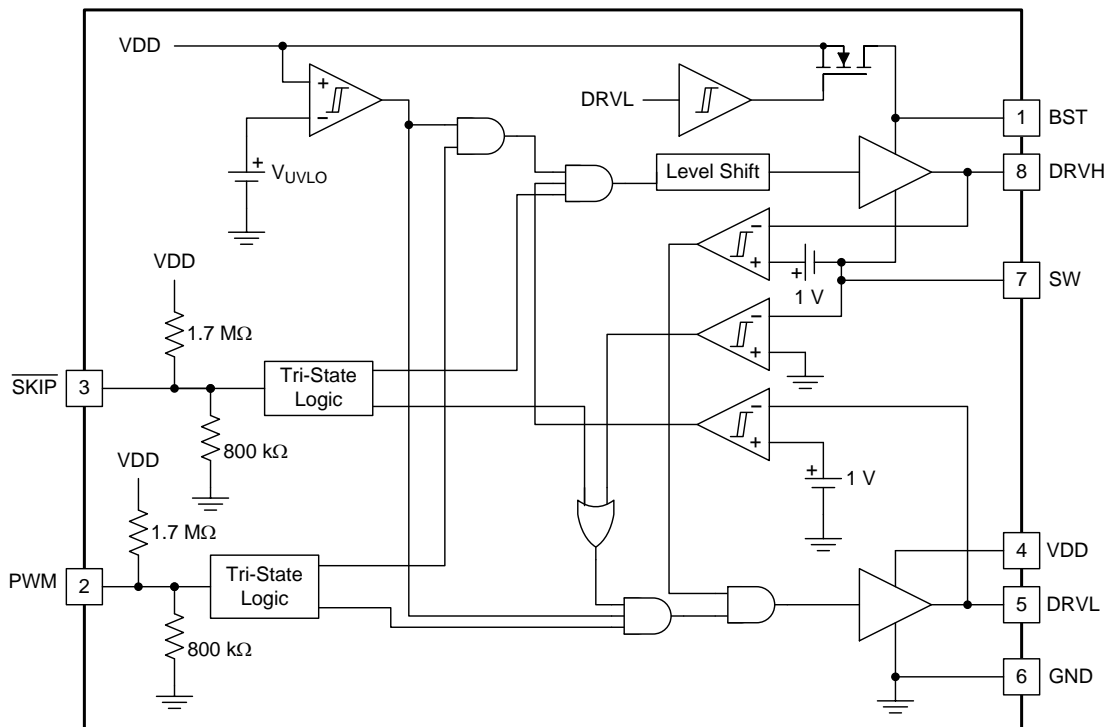 VDD
DRVL
1
BST
8
DRVH
VUVLO
Level Shift
VDD
1 V
7
SW
1.7 MΩ
SKIP
3
Tri-State
Logic
800 kΩ
VDD
1 V
1.7 MΩ
4
VDD
PWM
2
Tri-State
Logic
5
DRVL
800 kΩ
6
GND